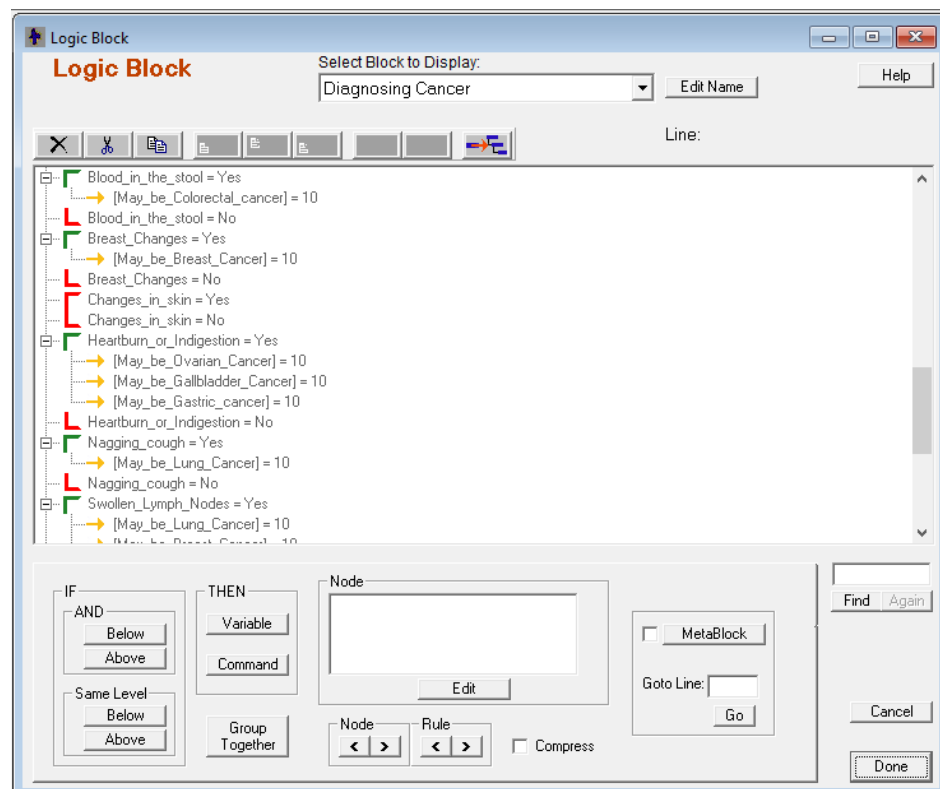 Logic Block
Logic Block
Select Block to Display:
Diagnosing Cancer
Edit Name
Help
Line:
Blood_in_the_stool = Yes
[May_be_Colorectal_cancer] = 10
Blood_in_the_stool = No
Breast_Changes = Yes
[May_be_Breast_Cancer] = 10
Breast_Changes = No
Changes_in_skin = Yes
Changes_in_skin = No
Heartburn_or_Indigestion = Yes
[May_be_Ovarian_Cancer] = 10
[May_be_Gallbladder_Cancer] = 10
[May_be_Gastric_cancer] = 10
Heartburn_or_Indigestion = No
Nagging_cough = Yes
[May_be_Lung_Cancer] = 10
Nagging_cough = No
Swollen_Lymph_Nodes = Yes
[May_be_Lung_Cancer] = 10
IF
AND
Below
Above
Same Level
Below
Above
THEN
Variable
Command
Group
Together
Node
Edit
Node
< >
Rule
< >
Compress
MetaBlock
Goto Line:
Go
Find Again
Cancel
Done